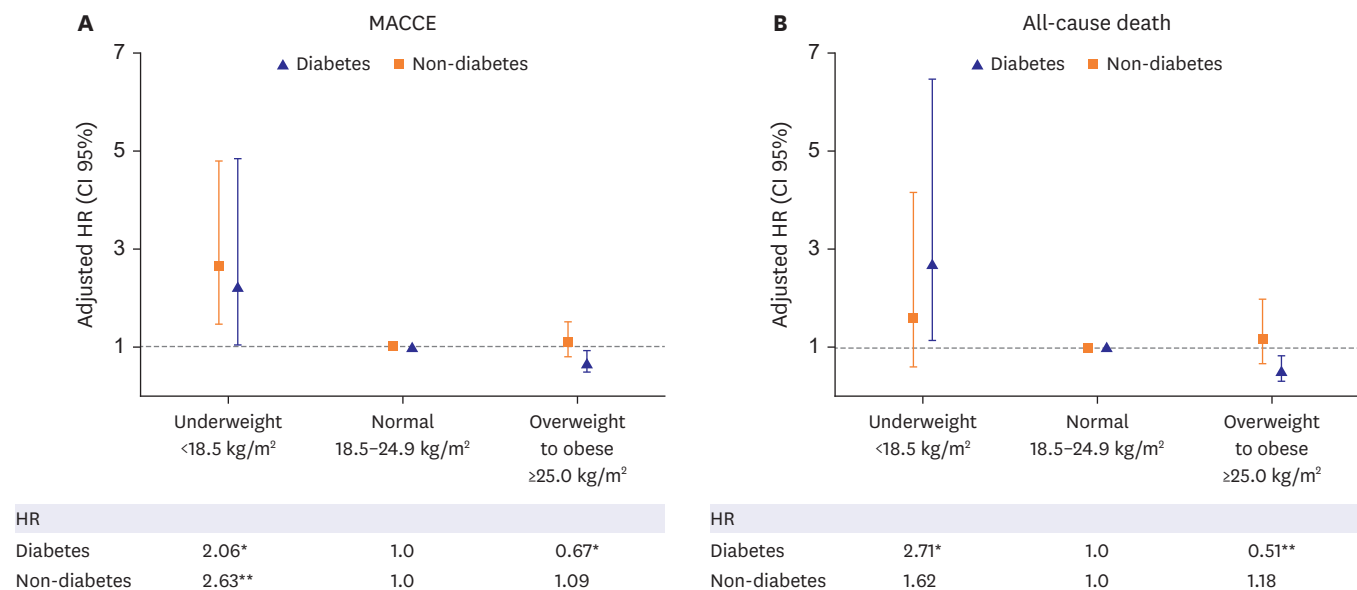 A MACCE
Diabetes Non-diabetes
Adjusted HR (CI 95%)
7
5
3
1
Underweight
<18.5 kg/m²
Normal
18.5–24.9 kg/m²
Overweight
to obese
≥25.0 kg/m²
HR
Diabetes 2.06* 1.0 0.67*
Non-diabetes 2.63** 1.0 1.09
B All-cause death
Diabetes Non-diabetes
Adjusted HR (CI 95%)
7
5
3
1
Underweight
<18.5 kg/m²
Normal
18.5–24.9 kg/m²
Overweight
to obese
≥25.0 kg/m²
HR
Diabetes 2.71* 1.0 0.51**
Non-diabetes 1.62 1.0 1.18